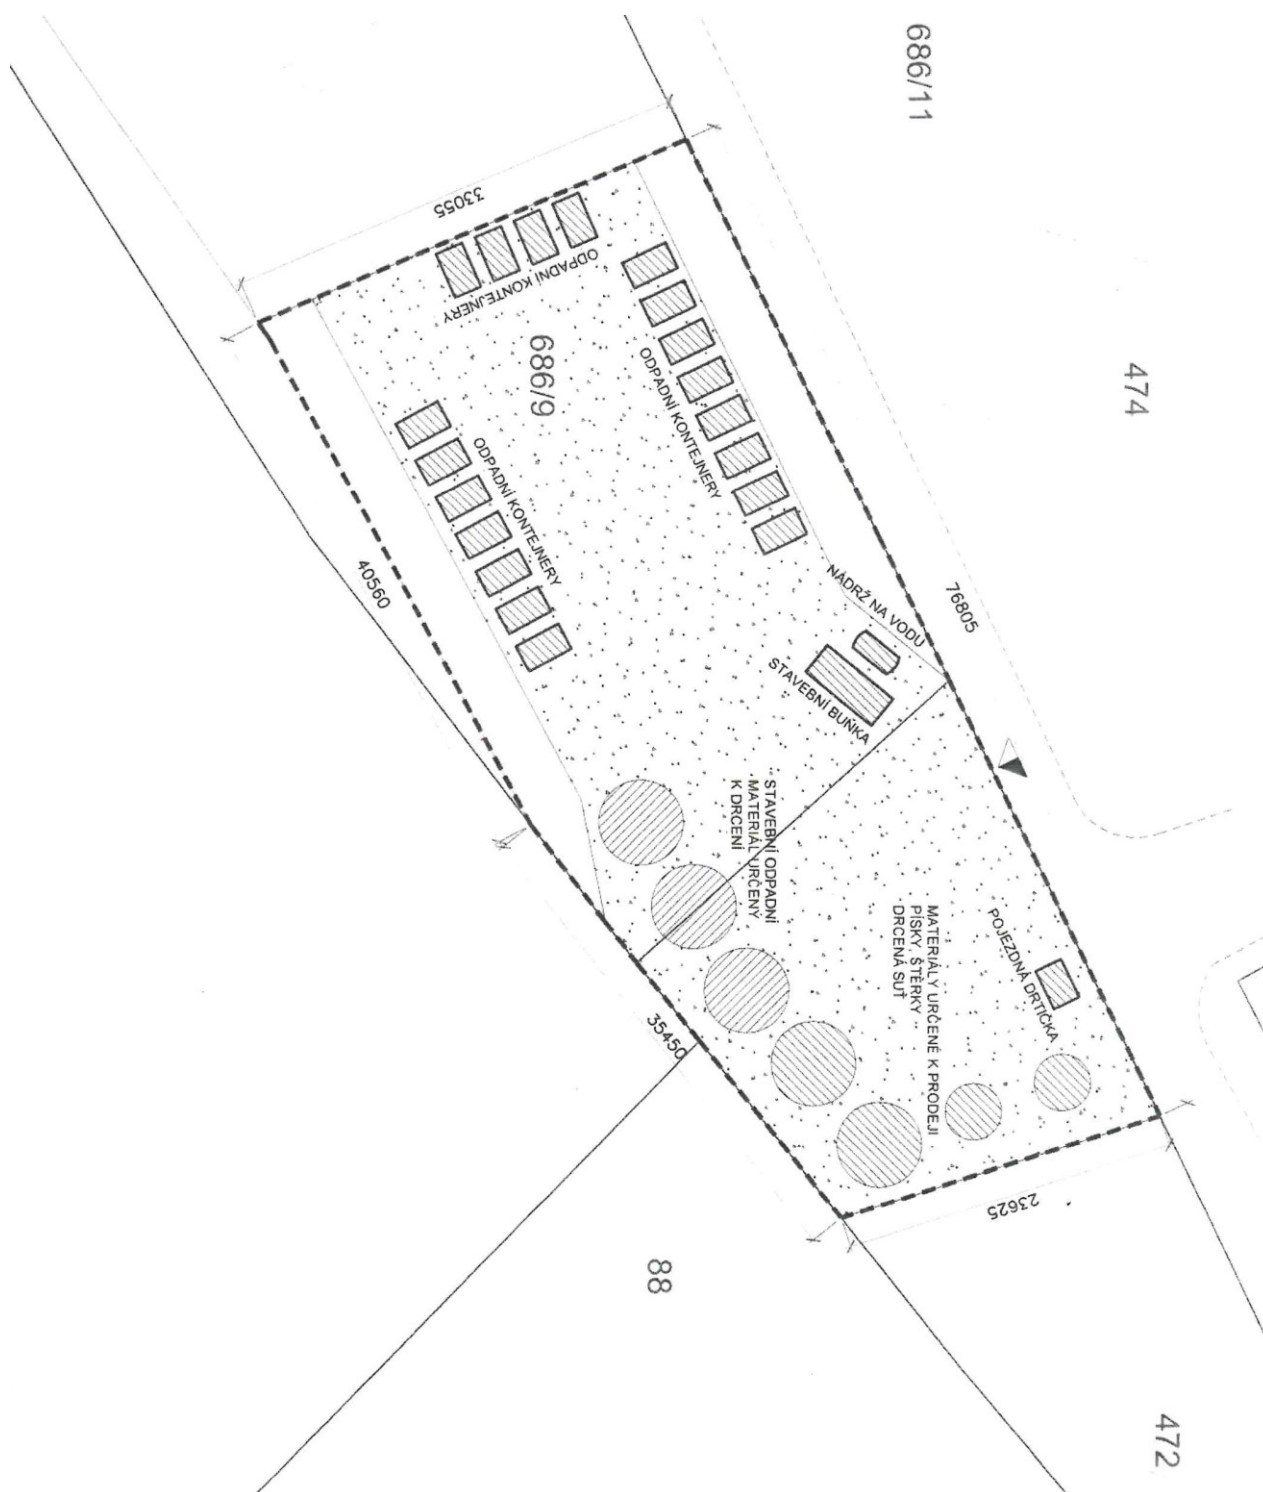 686/11
33055
ODPADNÍ KONTEJNERY
686/9
474
ODPADNÍ KONTEJNERY
ODPADNÍ KONTEJNERY
40560
NÁDRŽ NA VODU
76805
STAVEBNÍ BUŇKA
STAVEBNÍ ODPADNÍ
MATERIÁL URČENÝ
K DRCENÍ
MATERIÁLY URČENÉ K PRODEJI
PÍSKY, ŠTĚRKY
DRCENÁ SUŤ
POJEZDNÁ DRTIČKA
35450
23625
88
472